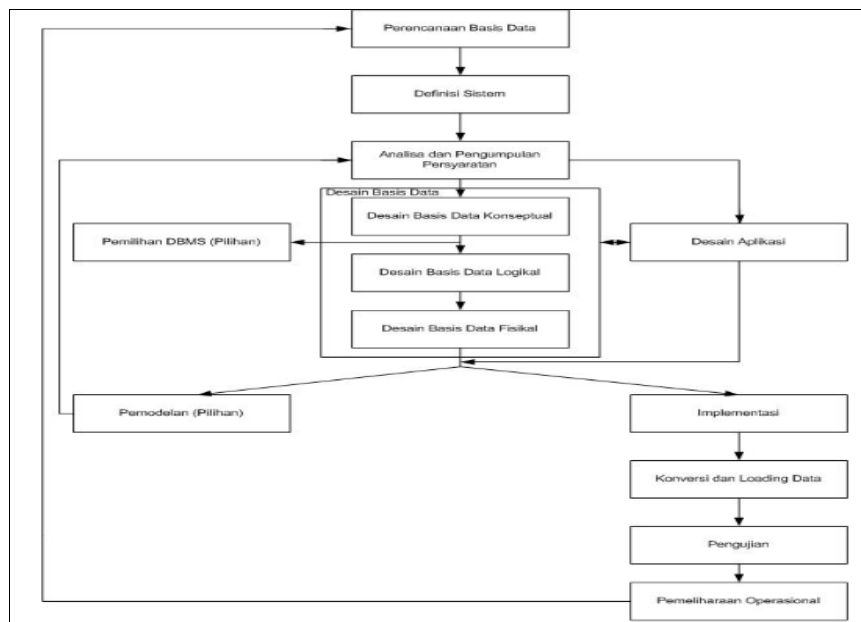 Perencanaan Basis Data
Definisi Sistem
Analisa dan Pengumpulan
Persyaratan
Desain Basis Data
Desain Basis Data Konseptual
Pemilihan DBMS (Pilihan)
Desain Aplikasi
Desain Basis Data Logikal
Desain Basis Data Fisikal
Pemodelan (Pilihan)
Implementasi
Konversi dan Loading Data
Pengujian
Pemeliharaan Operasional